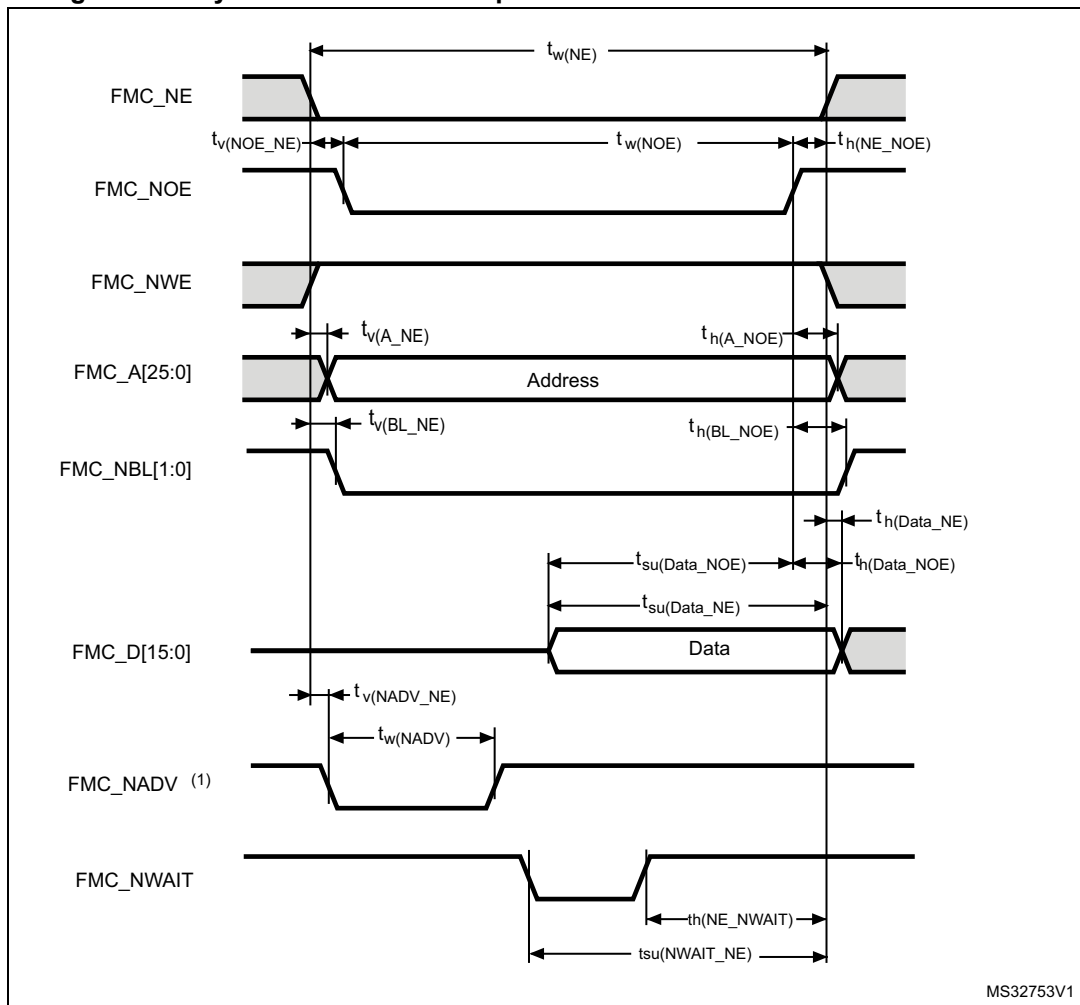 tw(NE)
FMC_NE
tv(NOE_NE)
tw(NOE)
th(NE_NOE)
FMC_NOE
FMC_NWE
tv(A_NE)
th(A_NOE)
FMC_A[25:0]
Address
tv(BL_NE)
th(BL_NOE)
FMC_NBL[1:0]
th(Data_NE)
tsu(Data_NOE)
th(Data_NOE)
tsu(Data_NE)
FMC_D[15:0]
Data
tv(NADV_NE)
tw(NADV)
FMC_NADV (1)
FMC_NWAIT
th(NE_NWAIT)
tsu(NWAIT_NE)
MS32753V1